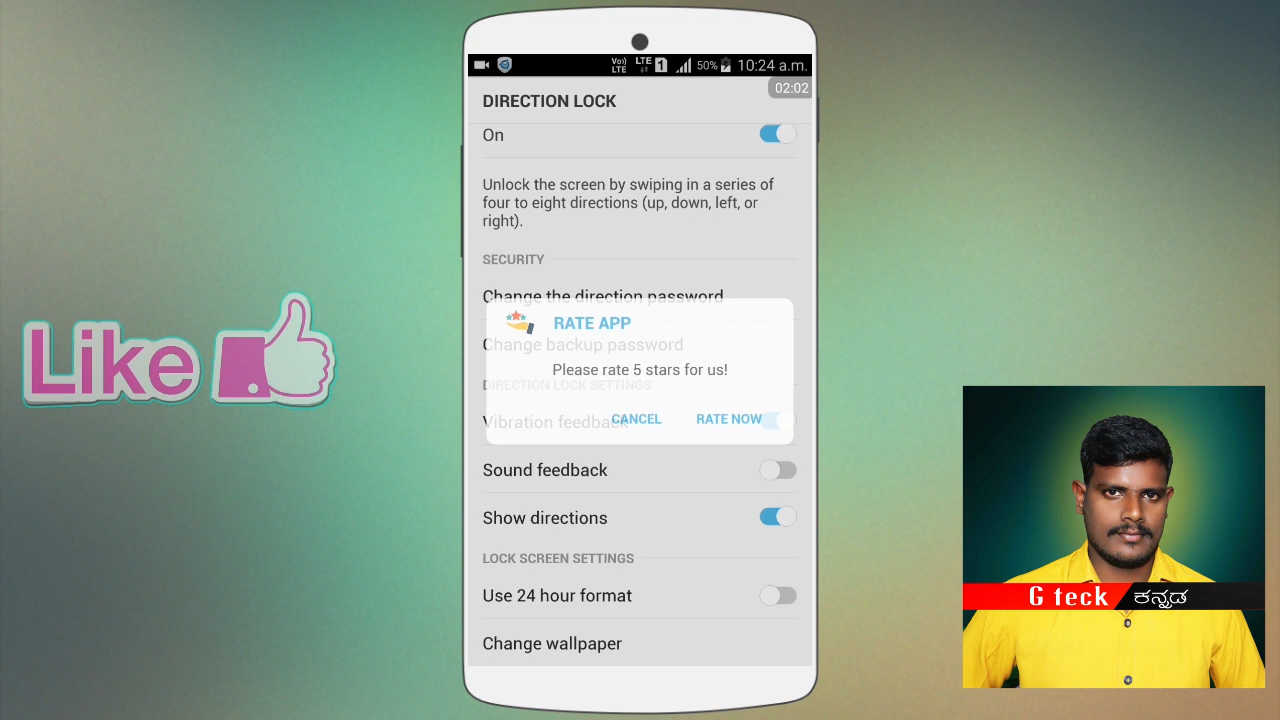 Vo))
LTE
LTE
1
50%
10:24 a.m.
02:02
DIRECTION LOCK
On
Unlock the screen by swiping in a series of
four to eight directions (up, down, left, or
right).
SECURITY
Change the direction password
RATE APP
Change backup password
Please rate 5 stars for us!
DIRECTION LOCK SETTINGS
Vibration feedback
CANCEL
RATE NOW
Sound feedback
Show directions
LOCK SCREEN SETTINGS
Use 24 hour format
Change wallpaper
Like
G teck ಕನ್ನಡ